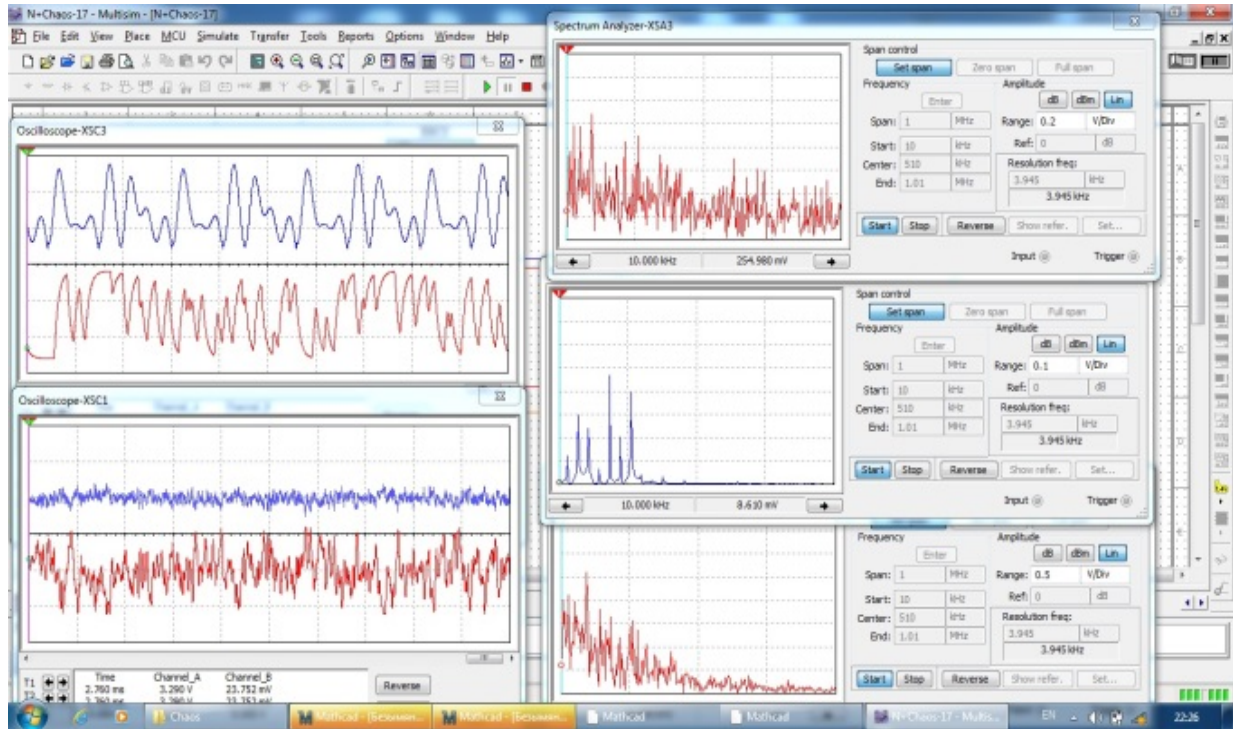 N+Chaos-17 - Multisim - [N+Chaos-17]
File Edit View Place MCU Simulate Transfer Tools Reports Options Window Help
Oscilloscope-XSC3
Oscilloscope-XSC1
T1
Time Channel_A Channel_B
2.760 ms 3.290 V 23.752 mV
Reverse
Spectrum Analyzer-XSA3
10.000 kHz 254.980 mV
Span control
Set span Zero span Full span
Frequency Amplitude
Enter dB dBm Lin
Span: 1 MHz Range: 0.2 V/Div
Start: 10 kHz Ref: 0 dB
Center: 510 kHz Resolution freq:
End: 1.01 MHz 3.945 kHz
3.945 kHz
Start Stop Reverse Show refer. Set...
Input Trigger
10.000 kHz 8.610 mV
Span control
Set span Zero span Full span
Frequency Amplitude
Enter dB dBm Lin
Span: 1 MHz Range: 0.1 V/Div
Start: 10 kHz Ref: 0 dB
Center: 510 kHz Resolution freq:
End: 1.01 MHz 3.945 kHz
3.945 kHz
Start Stop Reverse Show refer. Set...
Input Trigger
Frequency Amplitude
Enter dB dBm Lin
Span: 1 MHz Range: 0.5 V/Div
Start: 10 kHz Ref: 0 dB
Center: 510 kHz Resolution freq:
End: 1.01 MHz 3.945 kHz
3.945 kHz
Start Stop Reverse Show refer. Set...
Chaos Mathcad - [Безымян... Mathcad - [Безымян... Mathcad Mathcad N+Chaos-17 - Multis... EN 22:26